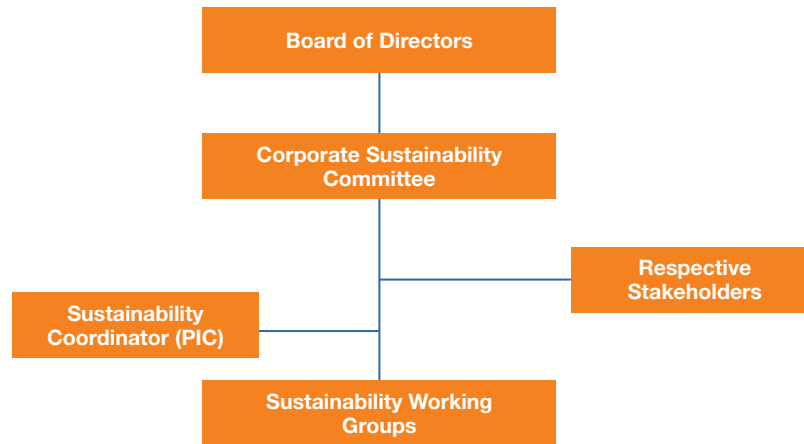 Board of Directors
Corporate Sustainability
Committee
Respective
Stakeholders
Sustainability
Coordinator (PIC)
Sustainability Working
Groups